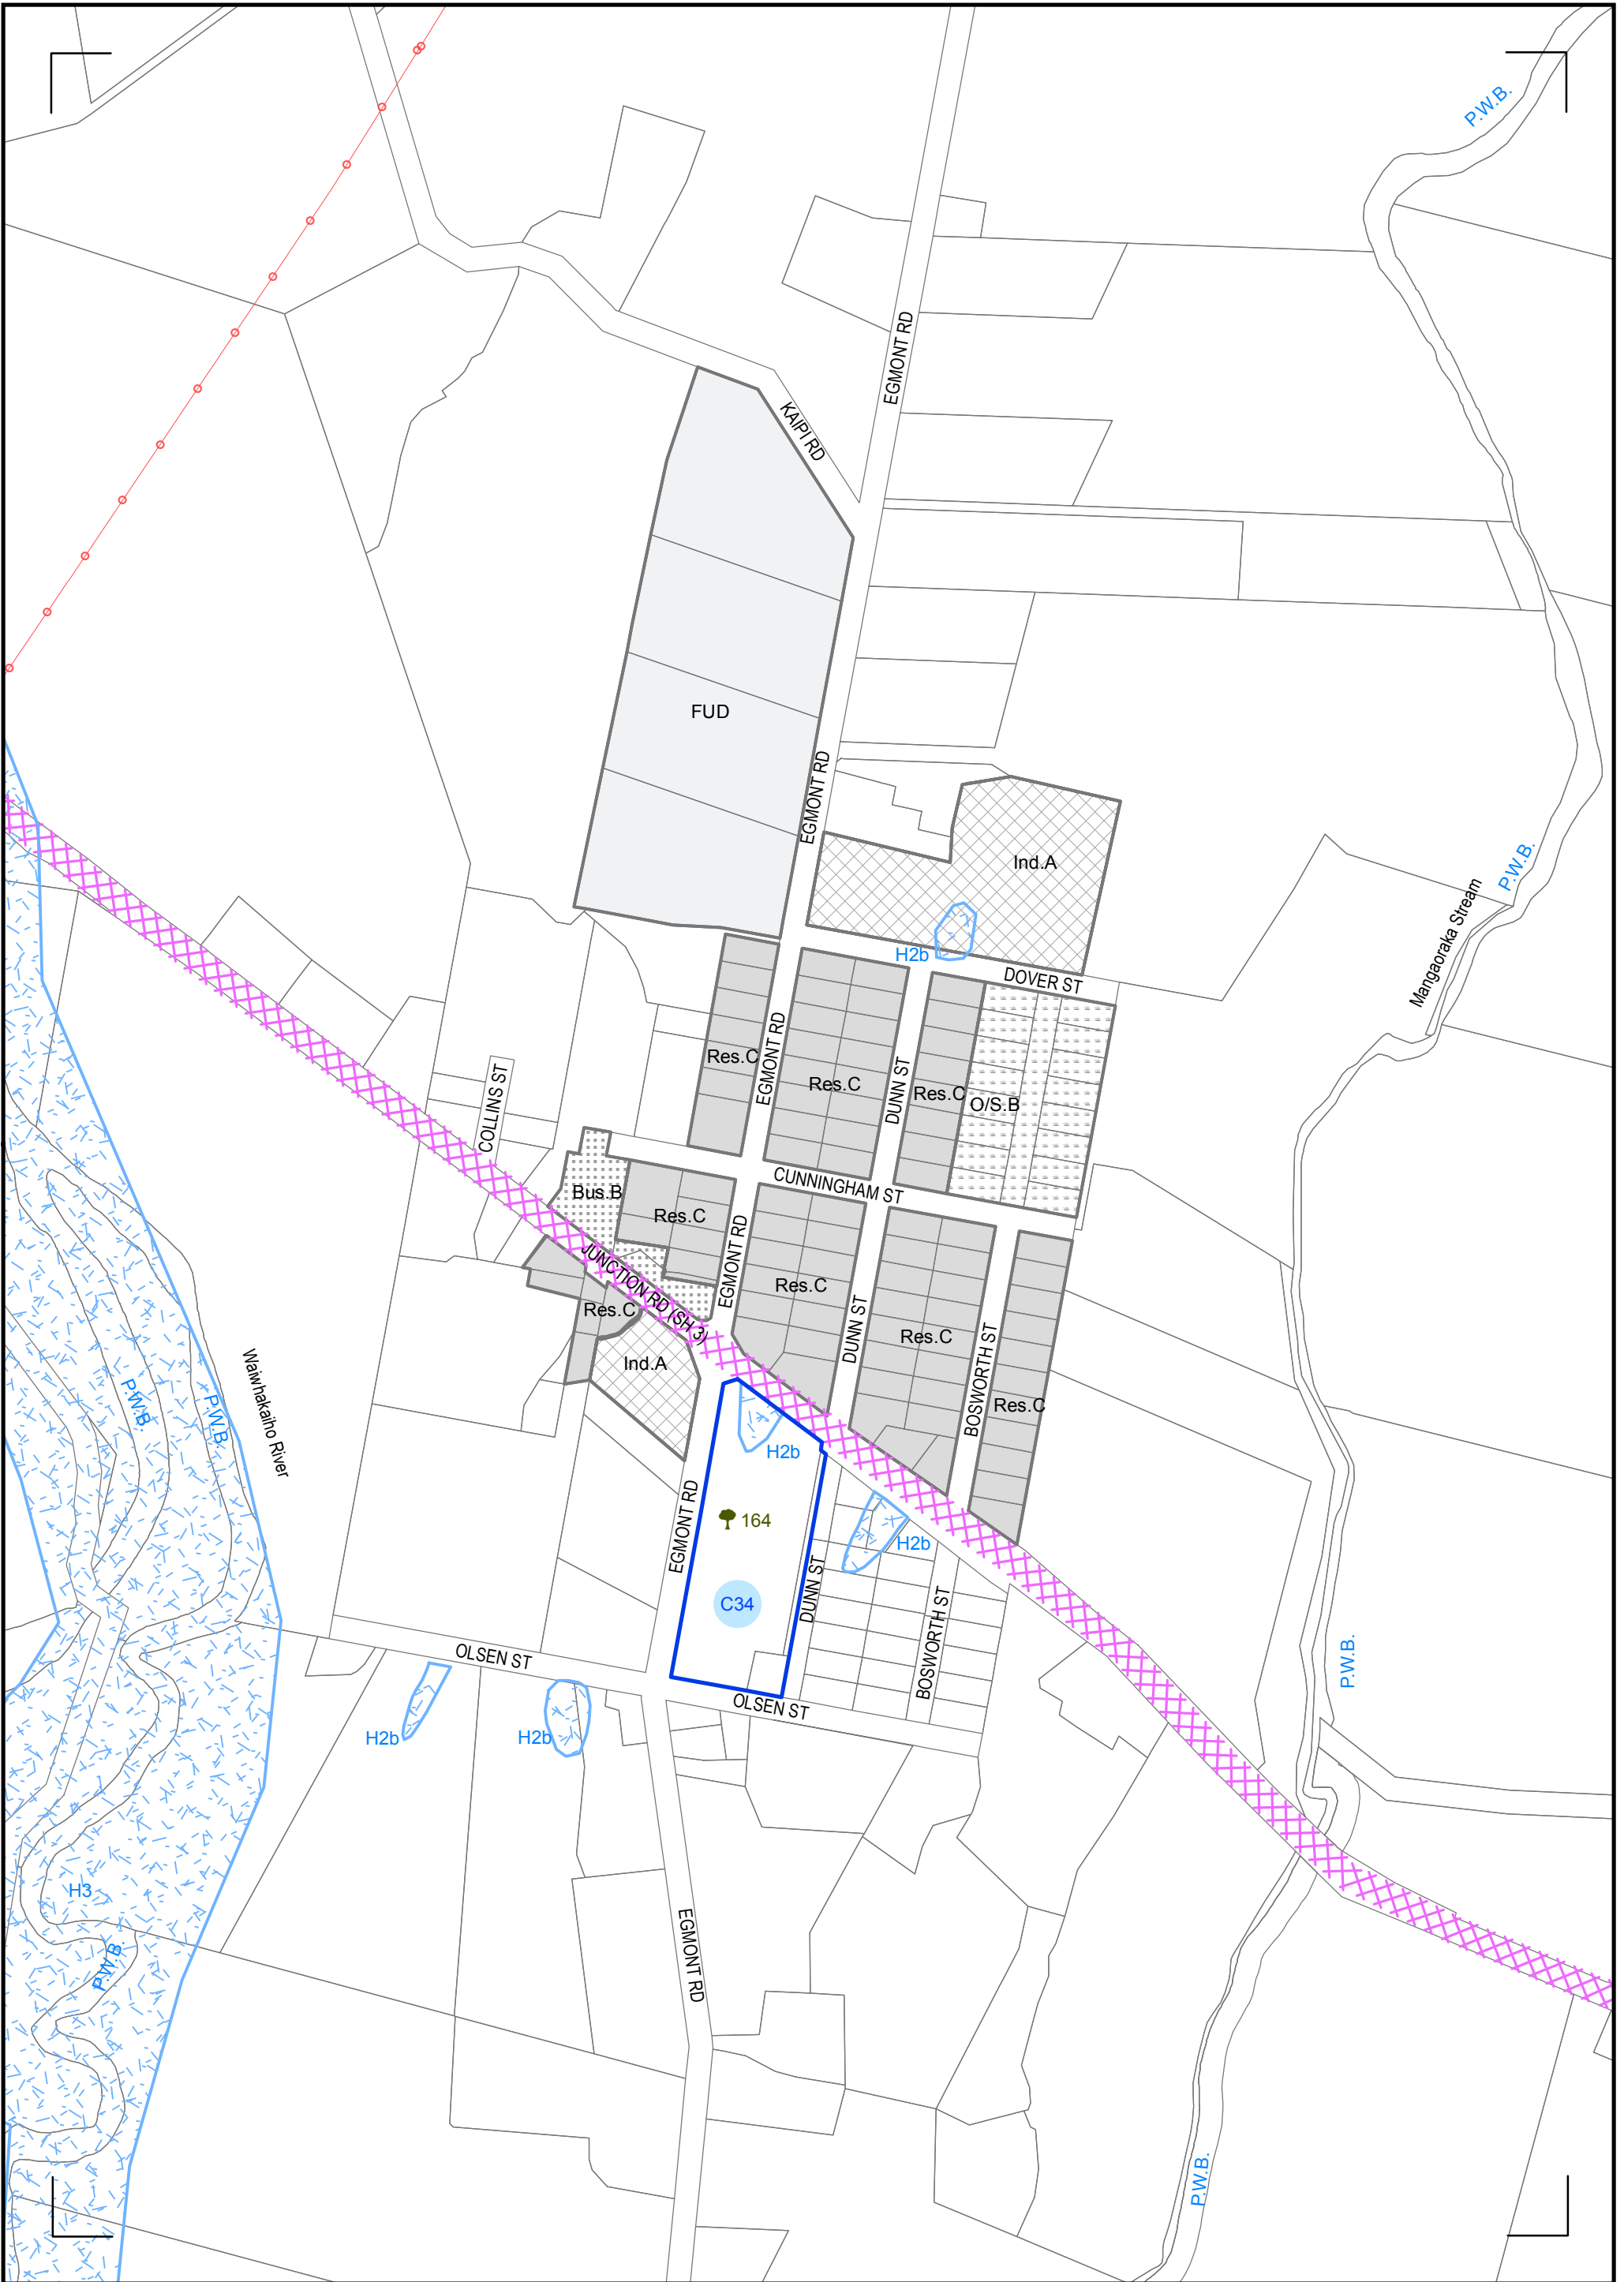 P.W.B.
EGMONT RD
KAIPI RD
FUD
EGMONT RD
Ind.A
P.W.B.
Mangaoraka Stream
H2b
DOVER ST
Res.C
EGMONT RD
Res.C
DUNN ST
Res.C
O/S.B
COLLINS ST
CUNNINGHAM ST
Bus.B
Res.C
EGMONT RD
JUNCTION RD (SH 3)
Res.C
Res.C
DUNN ST
Res.C
BOSWORTH ST
Ind.A
Res.C
Waiwhakaiho River
P.W.B.
P.W.B
H2b
EGMONT RD
164
H2b
C34
DUNN ST
BOSWORTH ST
P.W.B.
OLSEN ST
OLSEN ST
H2b
H2b
H3
P.W.B.
EGMONT RD
P.W.B.